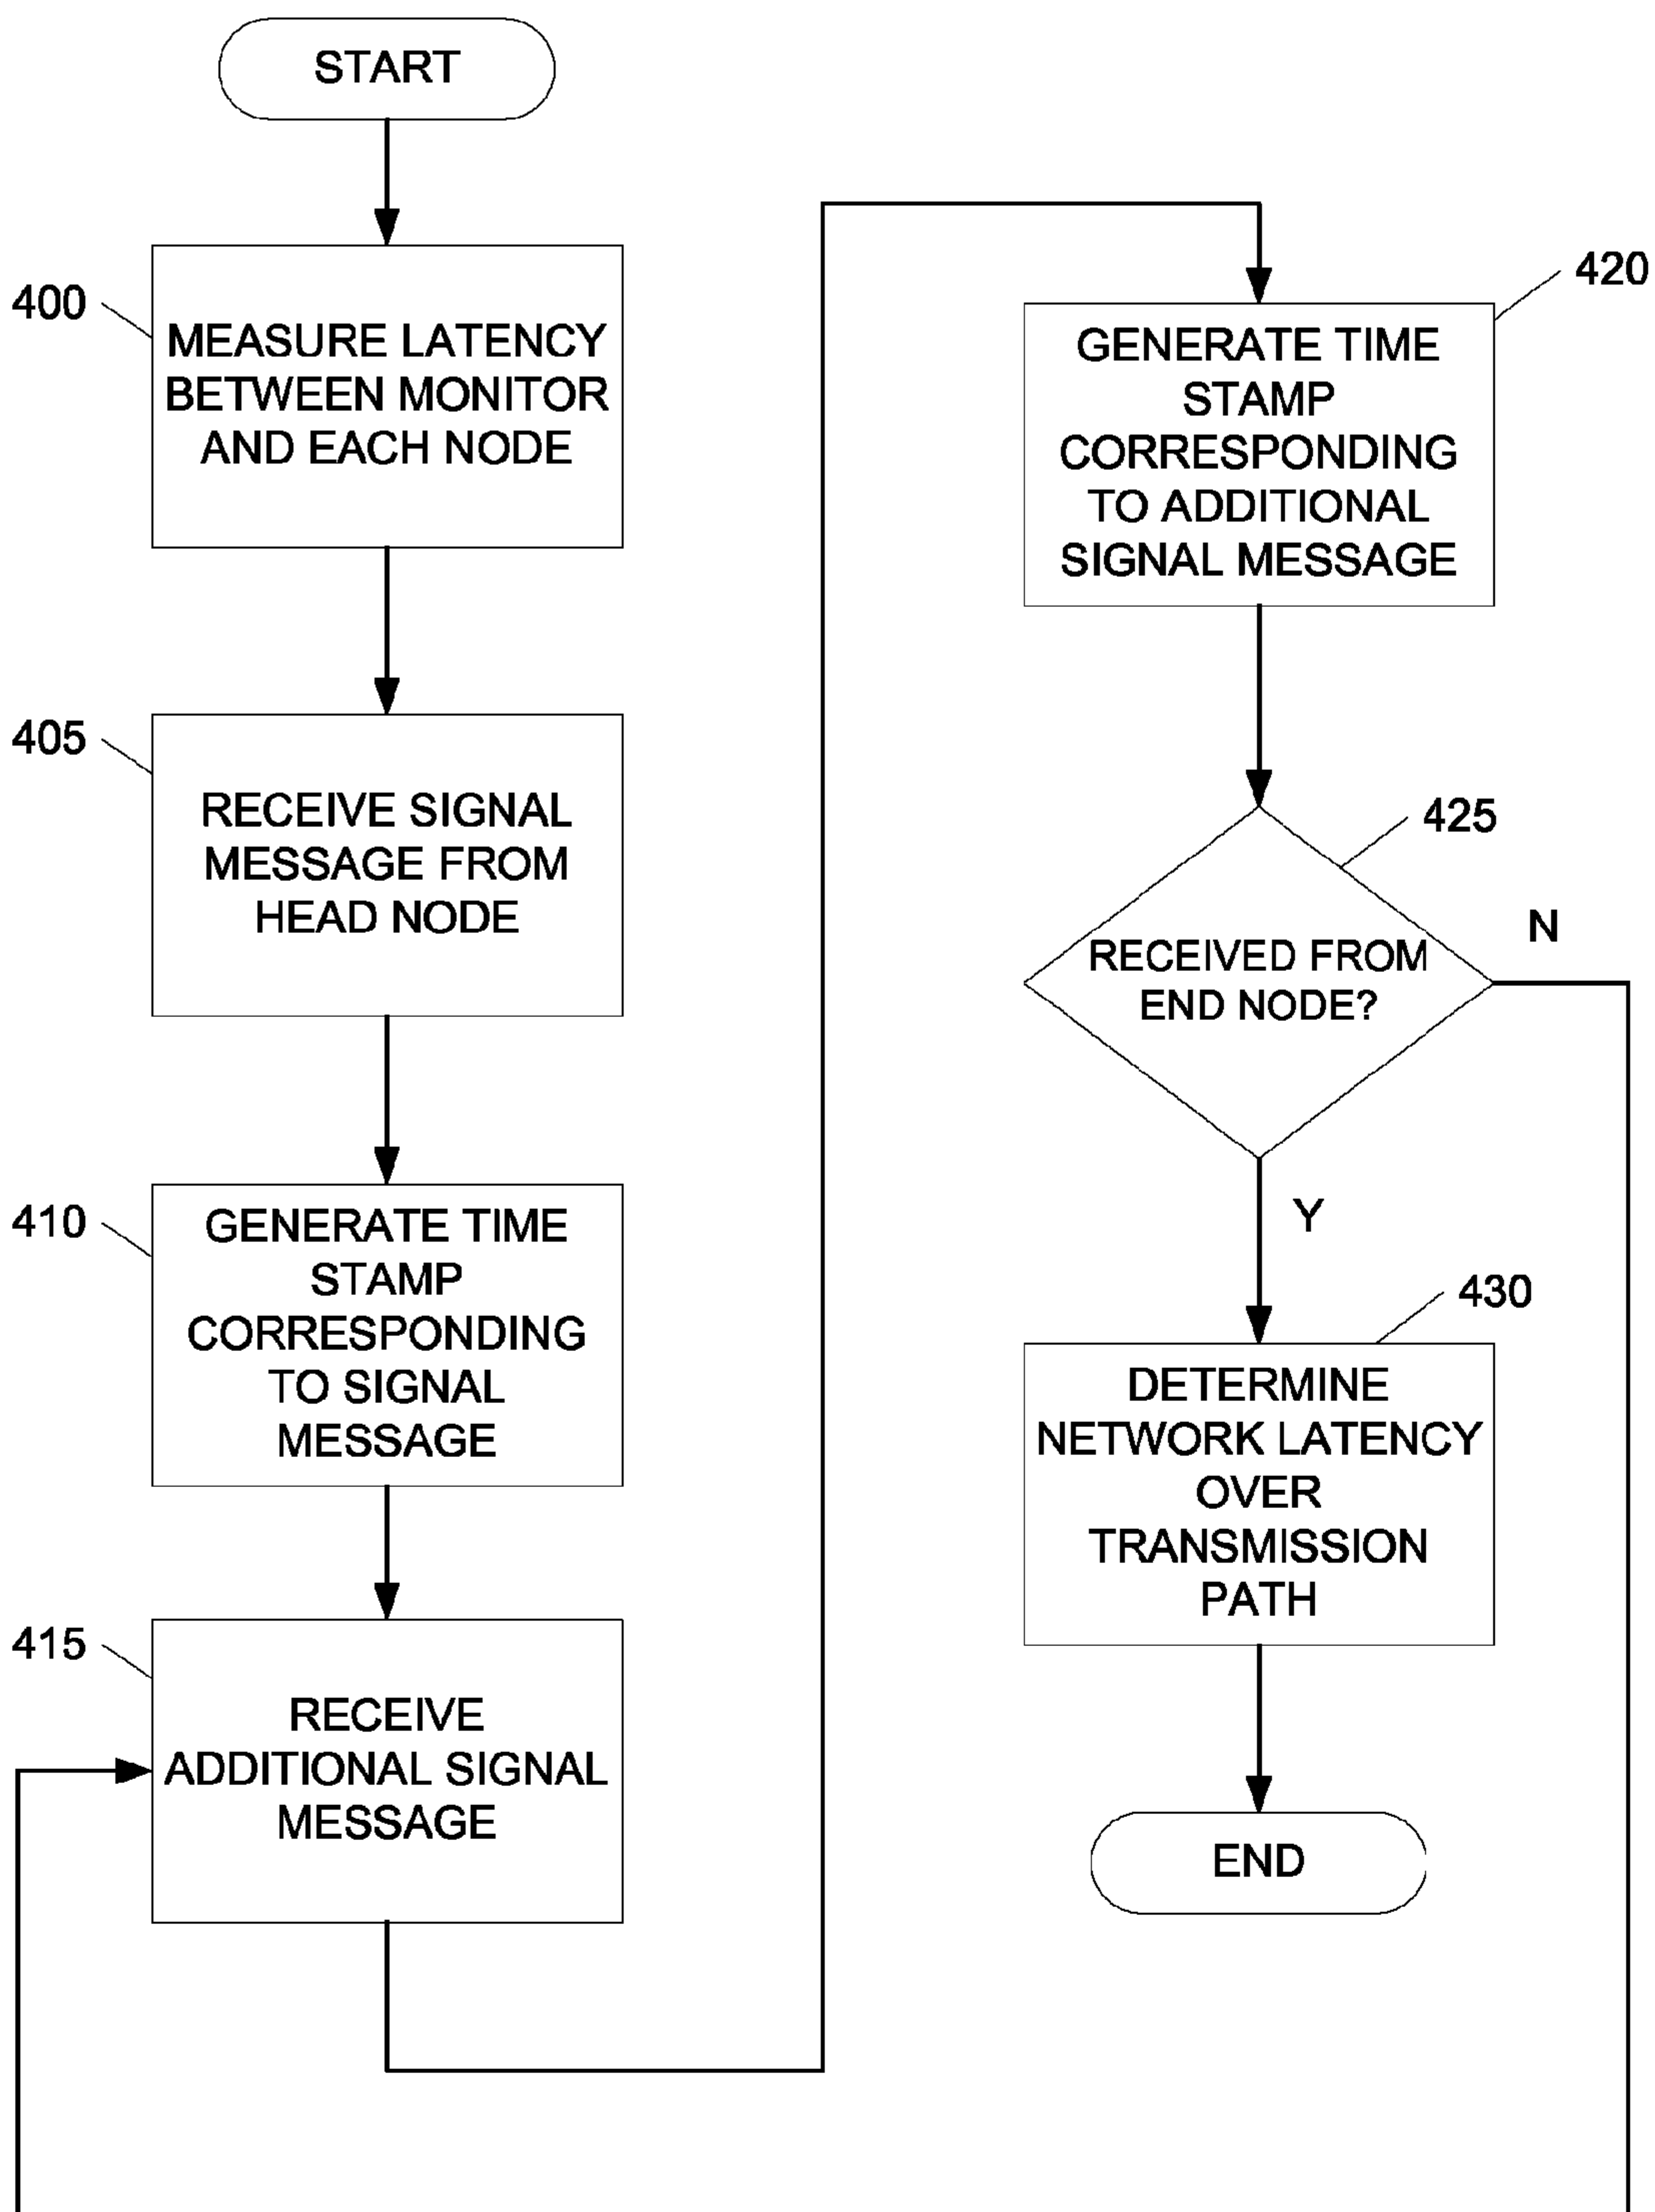 START
400
MEASURE LATENCY
BETWEEN MONITOR
AND EACH NODE
405
RECEIVE SIGNAL
MESSAGE FROM
HEAD NODE
410
GENERATE TIME
STAMP
CORRESPONDING
TO SIGNAL
MESSAGE
415
RECEIVE
ADDITIONAL SIGNAL
MESSAGE
420
GENERATE TIME
STAMP
CORRESPONDING
TO ADDITIONAL
SIGNAL MESSAGE
425
RECEIVED FROM
END NODE?
N
Y
430
DETERMINE
NETWORK LATENCY
OVER
TRANSMISSION
PATH
END